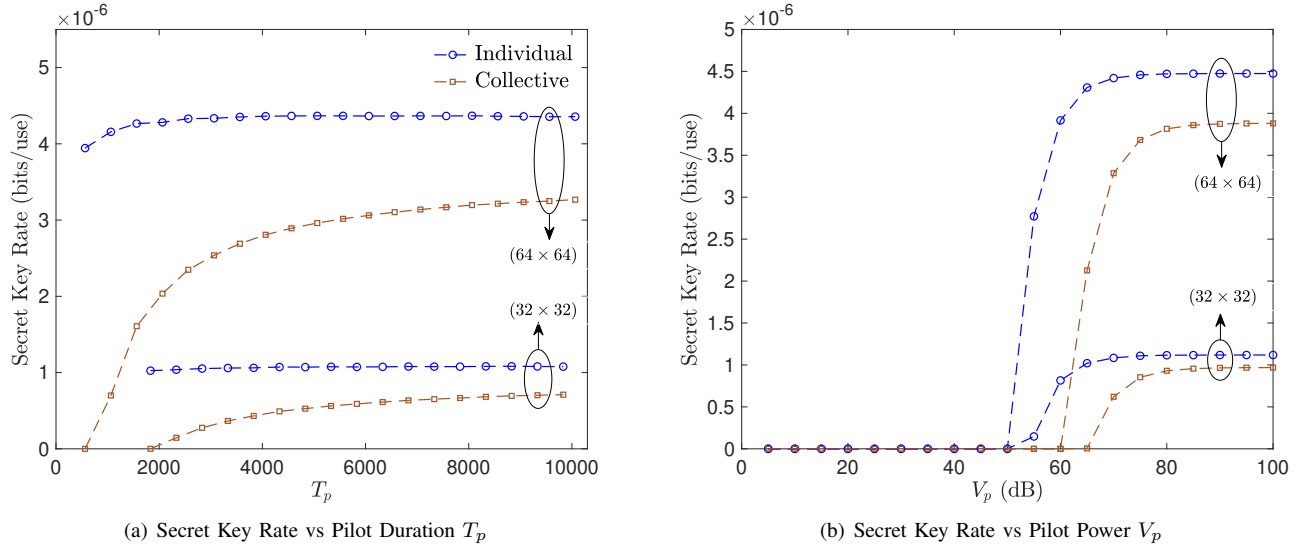 ×10⁻⁶
5
4
3
2
1
0
0 2000 4000 6000 8000 10000
Secret Key Rate (bits/use)
T_p
Individual
Collective
(64 × 64)
(32 × 32)
(a) Secret Key Rate vs Pilot Duration T_p
×10⁻⁶
5
4.5
4
3.5
3
2.5
2
1.5
1
0.5
0
0 20 40 60 80 100
Secret Key Rate (bits/use)
V_p (dB)
(64 × 64)
(32 × 32)
(b) Secret Key Rate vs Pilot Power V_p